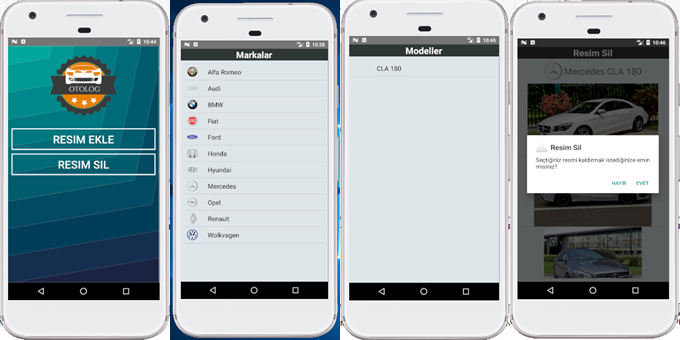 10:44
OTOLOG
RESIM EKLE
RESIM SIL
10:28
Markalar
Alfa Romeo
Audi
BMW
Fiat
Ford
Honda
Hyundai
Mercedes
Opel
Renault
Wolkvagen
10:45
Modeller
CLA 180
10:46
Resim Sil
Mercedes CLA 180
Resim Sil
Seçtiğiniz resmi kaldırmak istediğinize emin
misiniz?
HAYIR EVET